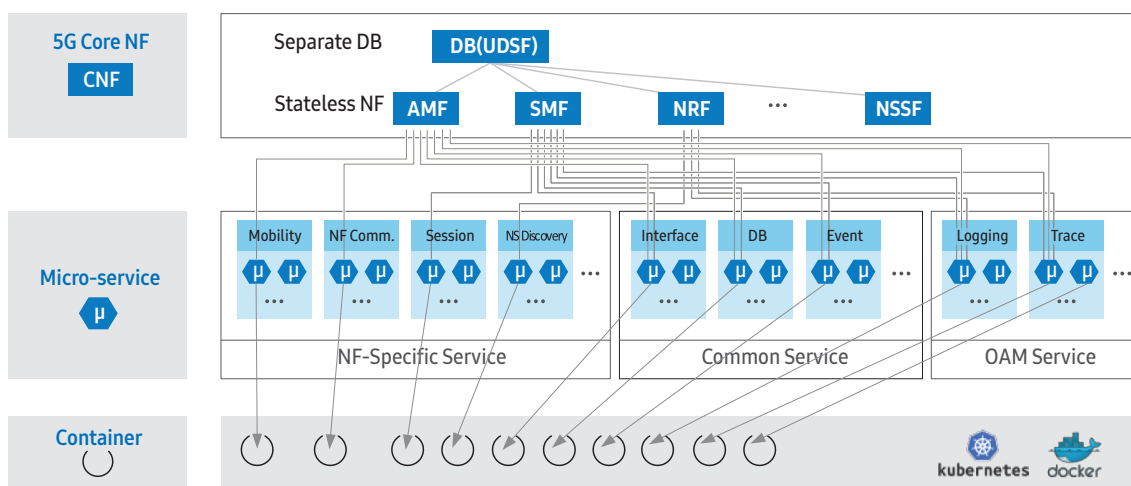 5G Core NF
CNF
Separate DB
DB(UDSF)
Stateless NF
AMF
SMF
NRF
...
NSSF
Micro-service
μ
Mobility
NF Comm.
Session
NS Discovery
Interface
DB
Event
Logging
Trace
μ μ μ μ μ μ μ μ ... μ μ μ μ μ μ ... μ μ μ μ ...
... ... ... ... ... ... ... ... ...
NF-Specific Service
Common Service
OAM Service
Container
kubernetes
docker